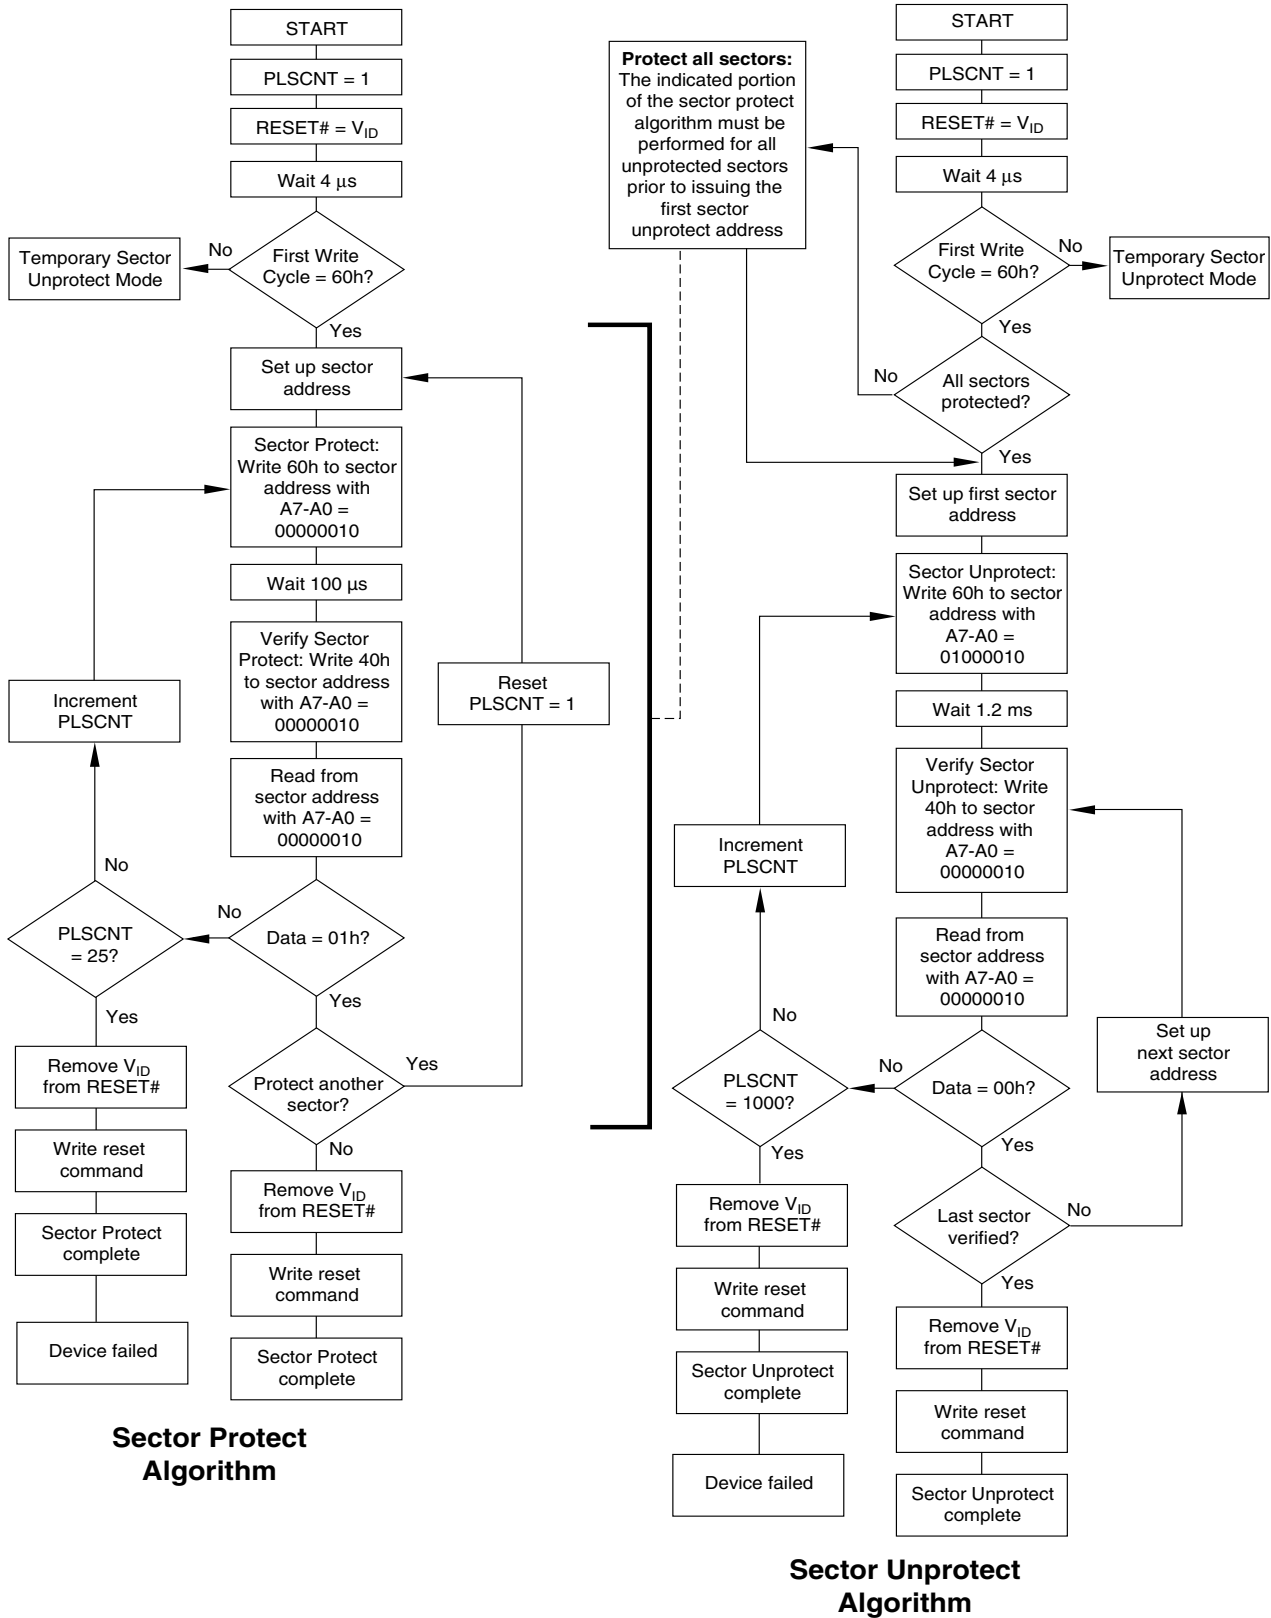 START
PLSCNT = 1
RESET# = VID
Wait 4 μs
First Write
Cycle = 60h?
No
Temporary Sector
Unprotect Mode
Yes
Set up sector
address
Sector Protect:
Write 60h to sector
address with
A7-A0 =
00000010
Wait 100 μs
Verify Sector
Protect: Write 40h
to sector address
with A7-A0 =
00000010
Read from
sector address
with A7-A0 =
00000010
Data = 01h?
No
PLSCNT
= 25?
No
Increment
PLSCNT
Yes
Remove VID
from RESET#
Write reset
command
Sector Protect
complete
Device failed
Yes
Protect another
sector?
Yes
Reset
PLSCNT = 1
No
Remove VID
from RESET#
Write reset
command
Sector Protect
complete
Sector Protect
Algorithm
Protect all sectors:
The indicated portion
of the sector protect
algorithm must be
performed for all
unprotected sectors
prior to issuing the
first sector
unprotect address
START
PLSCNT = 1
RESET# = VID
Wait 4 μs
First Write
Cycle = 60h?
No
Temporary Sector
Unprotect Mode
Yes
All sectors
protected?
No
Yes
Set up first sector
address
Sector Unprotect:
Write 60h to sector
address with
A7-A0 =
01000010
Wait 1.2 ms
Verify Sector
Unprotect: Write
40h to sector
address with
A7-A0 =
00000010
Read from
sector address
with A7-A0 =
00000010
Data = 00h?
No
PLSCNT
= 1000?
No
Increment
PLSCNT
Yes
Remove VID
from RESET#
Write reset
command
Sector Unprotect
complete
Device failed
Yes
Last sector
verified?
No
Set up
next sector
address
Yes
Remove VID
from RESET#
Write reset
command
Sector Unprotect
complete
Sector Unprotect
Algorithm